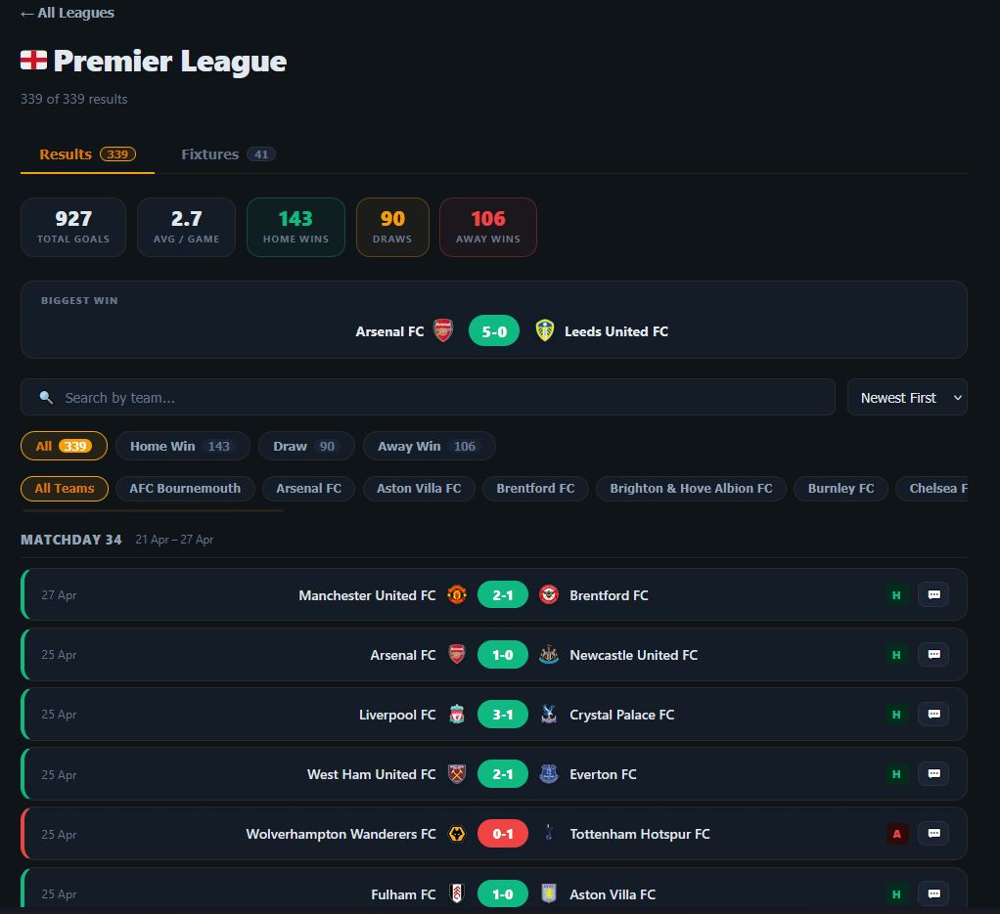 ← All Leagues
Premier League
339 of 339 results
Results 339 Fixtures 41
927 2.7 143 90 106
TOTAL GOALS AVG / GAME HOME WINS DRAWS AWAY WINS
BIGGEST WIN
Arsenal FC 5-0 Leeds United FC
Search by team... Newest First
All 339 Home Win 143 Draw 90 Away Win 106
All Teams AFC Bournemouth Arsenal FC Aston Villa FC Brentford FC Brighton & Hove Albion FC Burnley FC Chelsea F
MATCHDAY 34 21 Apr – 27 Apr
27 Apr Manchester United FC 2-1 Brentford FC H
25 Apr Arsenal FC 1-0 Newcastle United FC H
25 Apr Liverpool FC 3-1 Crystal Palace FC H
25 Apr West Ham United FC 2-1 Everton FC H
25 Apr Wolverhampton Wanderers FC 0-1 Tottenham Hotspur FC A
25 Apr Fulham FC 1-0 Aston Villa FC H